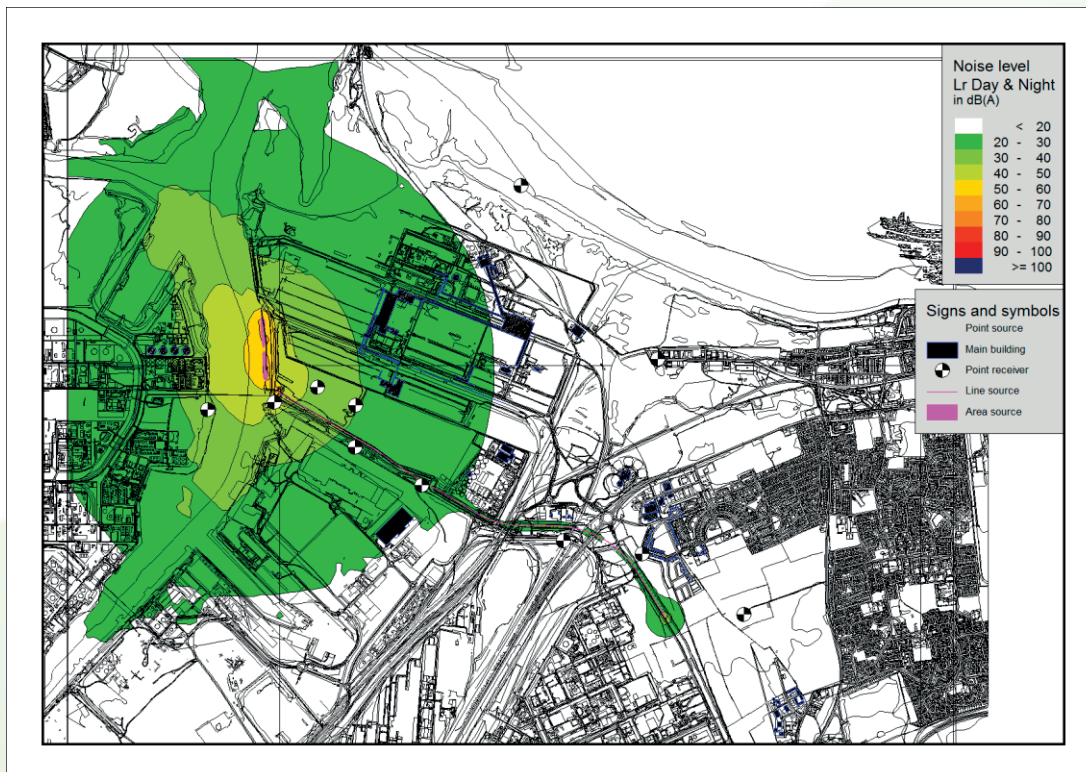 Noise level
Lr Day & Night
in dB(A)
< 20
20 - 30
30 - 40
40 - 50
50 - 60
60 - 70
70 - 80
80 - 90
90 - 100
>= 100
Signs and symbols
Point source
Main building
Point receiver
Line source
Area source